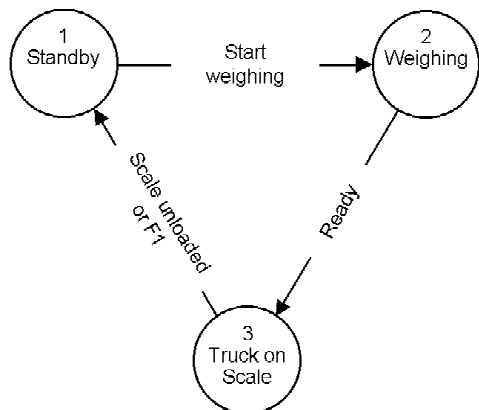 1
Standby
Start
weighing
2
Weighing
Scale unloaded
or F1
Ready
3
Truck on
Scale